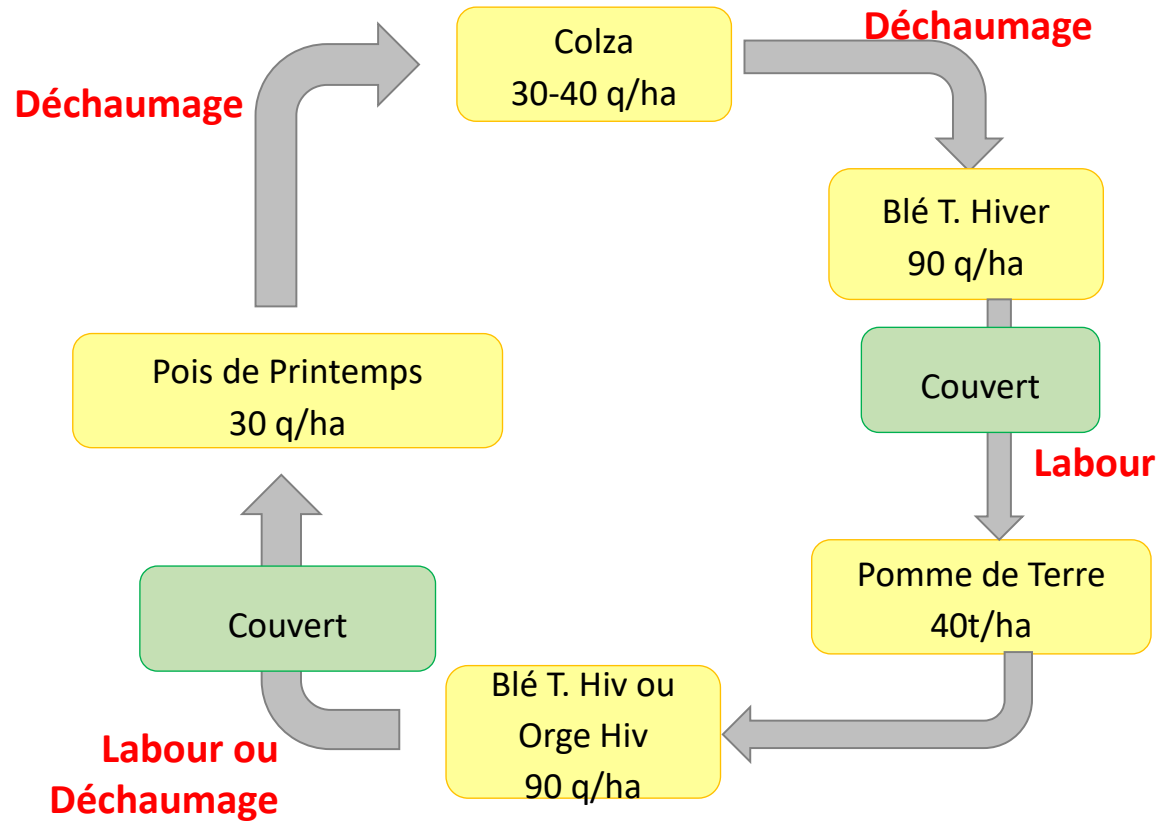 Colza
30-40 q/ha
Déchaumage
Blé T. Hiver
90 q/ha
Couvert
Labour
Pomme de Terre
40t/ha
Blé T. Hiv ou
Orge Hiv
90 q/ha
Labour ou
Déchaumage
Couvert
Pois de Printemps
30 q/ha
Déchaumage